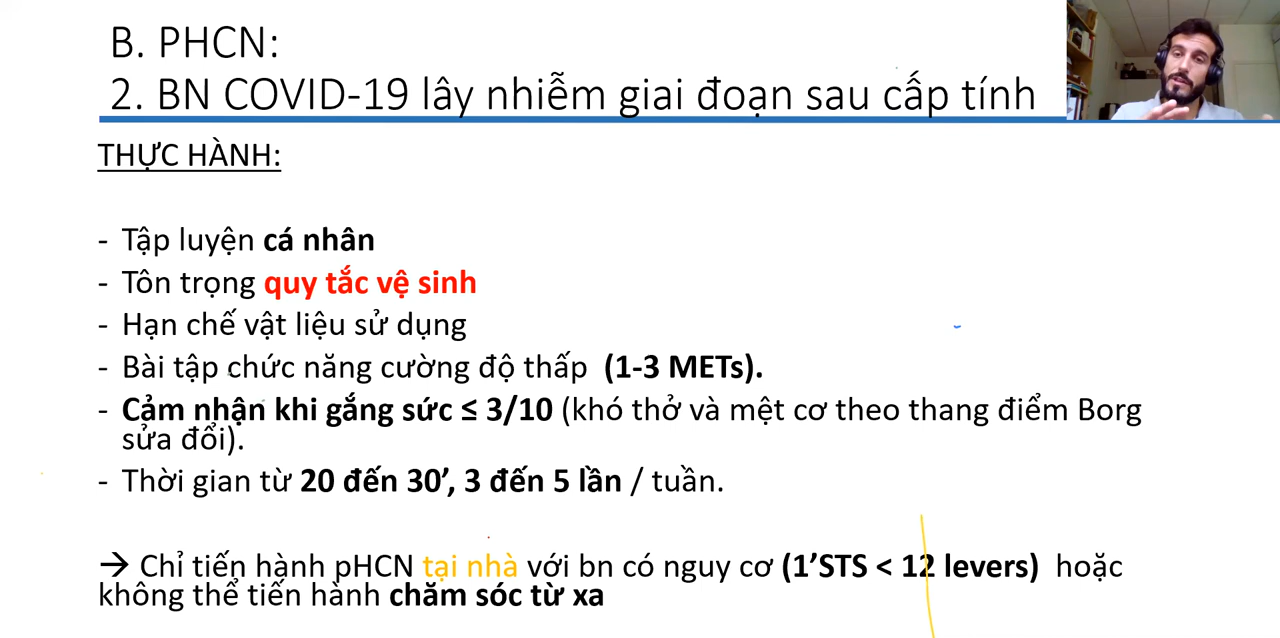 B. PHCN:
2. BN COVID-19 lây nhiễm giai đoạn sau cấp tính
THỰC HÀNH:
- Tập luyện cá nhân
- Tôn trọng quy tắc vệ sinh
- Hạn chế vật liệu sử dụng
- Bài tập chức năng cường độ thấp (1-3 METs).
- Cảm nhận khi gắng sức ≤ 3/10 (khó thở và mệt cơ theo thang điểm Borg
sửa đổi).
- Thời gian từ 20 đến 30’, 3 đến 5 lần / tuần.
→ Chỉ tiến hành pHCN tại nhà với bn có nguy cơ (1’STS < 12 levers) hoặc
không thể tiến hành chăm sóc từ xa